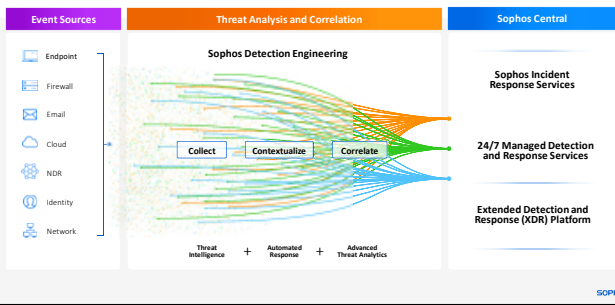 Event Sources
Threat Analysis and Correlation
Sophos Central
Endpoint
Firewall
Email
Cloud
NDR
Identity
Network
Sophos Detection Engineering
Collect
Contextualize
Correlate
Threat
Intelligence
+
Automated
Response
+
Advanced
Threat Analytics
Sophos Incident
Response Services
24/7 Managed Detection
and Response Services
Extended Detection and
Response (XDR) Platform